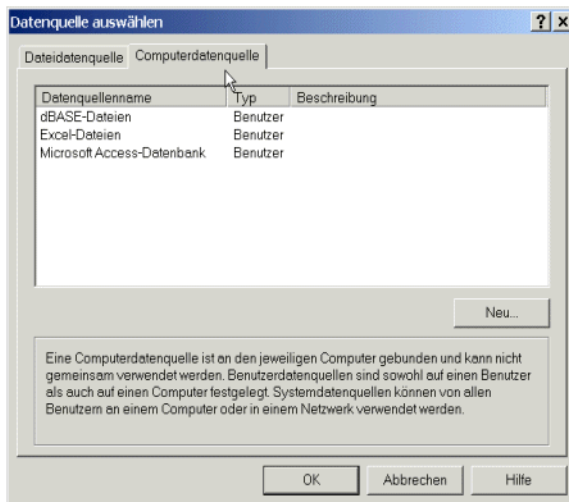 Datenquelle auswählen
Dateidatenquelle Computerdatenquelle
Datenquellenname Typ Beschreibung
dBASE-Dateien Benutzer
Excel-Dateien Benutzer
Microsoft Access-Datenbank Benutzer
Neu...
Eine Computerdatenquelle ist an den jeweiligen Computer gebunden und kann nicht
gemeinsam verwendet werden. Benutzerdatenquellen sind sowohl auf einen Benutzer
als auch auf einen Computer festgelegt. Systemdatenquellen können von allen
Benutzern an einem Computer oder in einem Netzwerk verwendet werden.
OK Abbrechen Hilfe